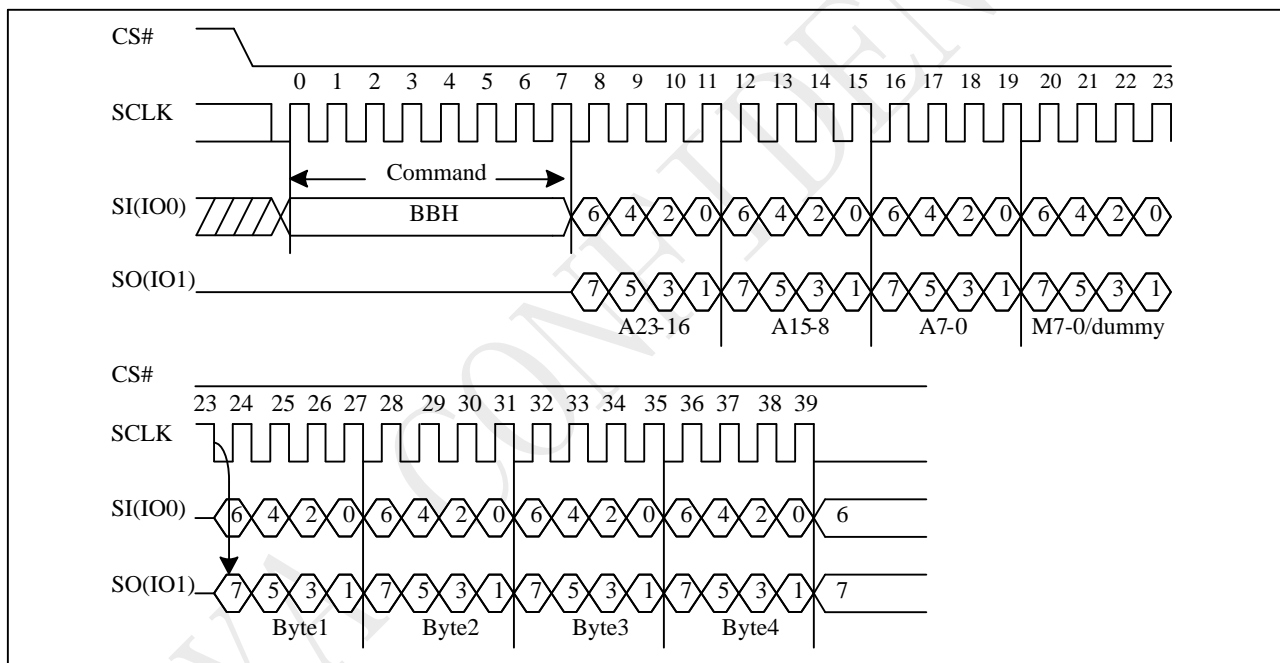 CS#
0 1 2 3 4 5 6 7 8 9 10 11 12 13 14 15 16 17 18 19 20 21 22 23
SCLK
Command
SI(IO0) BBH 6 4 2 0 6 4 2 0 6 4 2 0 6 4 2 0
SO(IO1) 7 5 3 1 7 5 3 1 7 5 3 1 7 5 3 1
A23-16 A15-8 A7-0 M7-0/dummy
CS#
23 24 25 26 27 28 29 30 31 32 33 34 35 36 37 38 39
SCLK
SI(IO0) 6 4 2 0 6 4 2 0 6 4 2 0 6 4 2 0 6
SO(IO1) 7 5 3 1 7 5 3 1 7 5 3 1 7 5 3 1 7
Byte1 Byte2 Byte3 Byte4